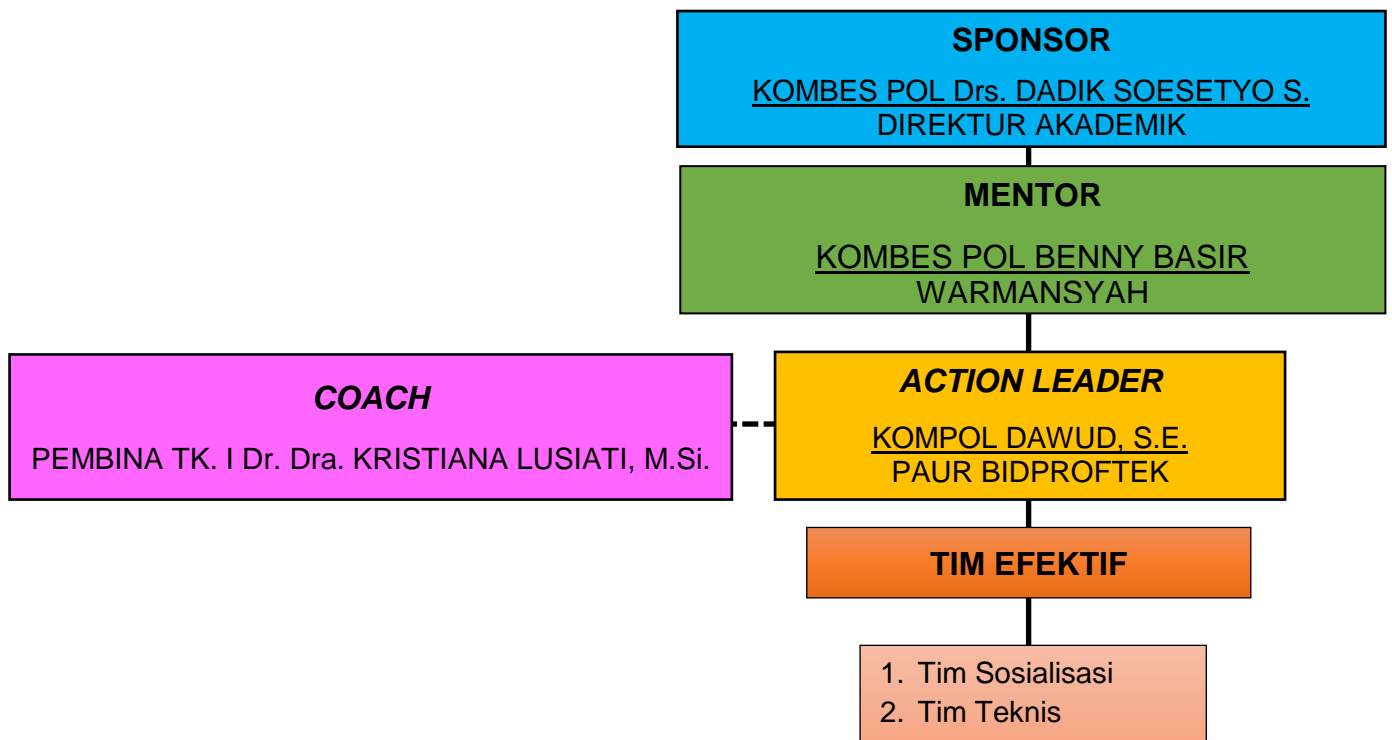 SPONSOR
KOMBES POL Drs. DADIK SOESETYO S.
DIREKTUR AKADEMIK
MENTOR
KOMBES POL BENNY BASIR
WARMANSYAH
COACH
PEMBINA TK. I Dr. Dra. KRISTIANA LUSIATI, M.Si.
ACTION LEADER
KOMPOL DAWUD, S.E.
PAUR BIDPROFTEK
TIM EFEKTIF
1. Tim Sosialisasi
2. Tim Teknis